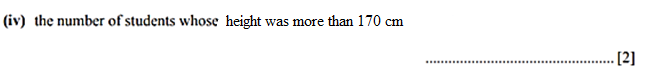 (iv) the number of students whose height was more than 170 cm
.................................................. [2]